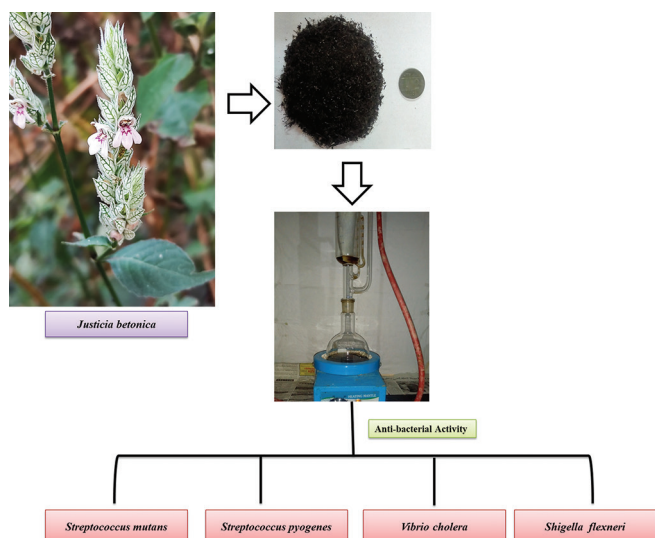 Justicia betonica
Anti-bacterial Activity
Streptococcus mutans
Streptococcus pyogenes
Vibrio cholera
Shigella flexneri